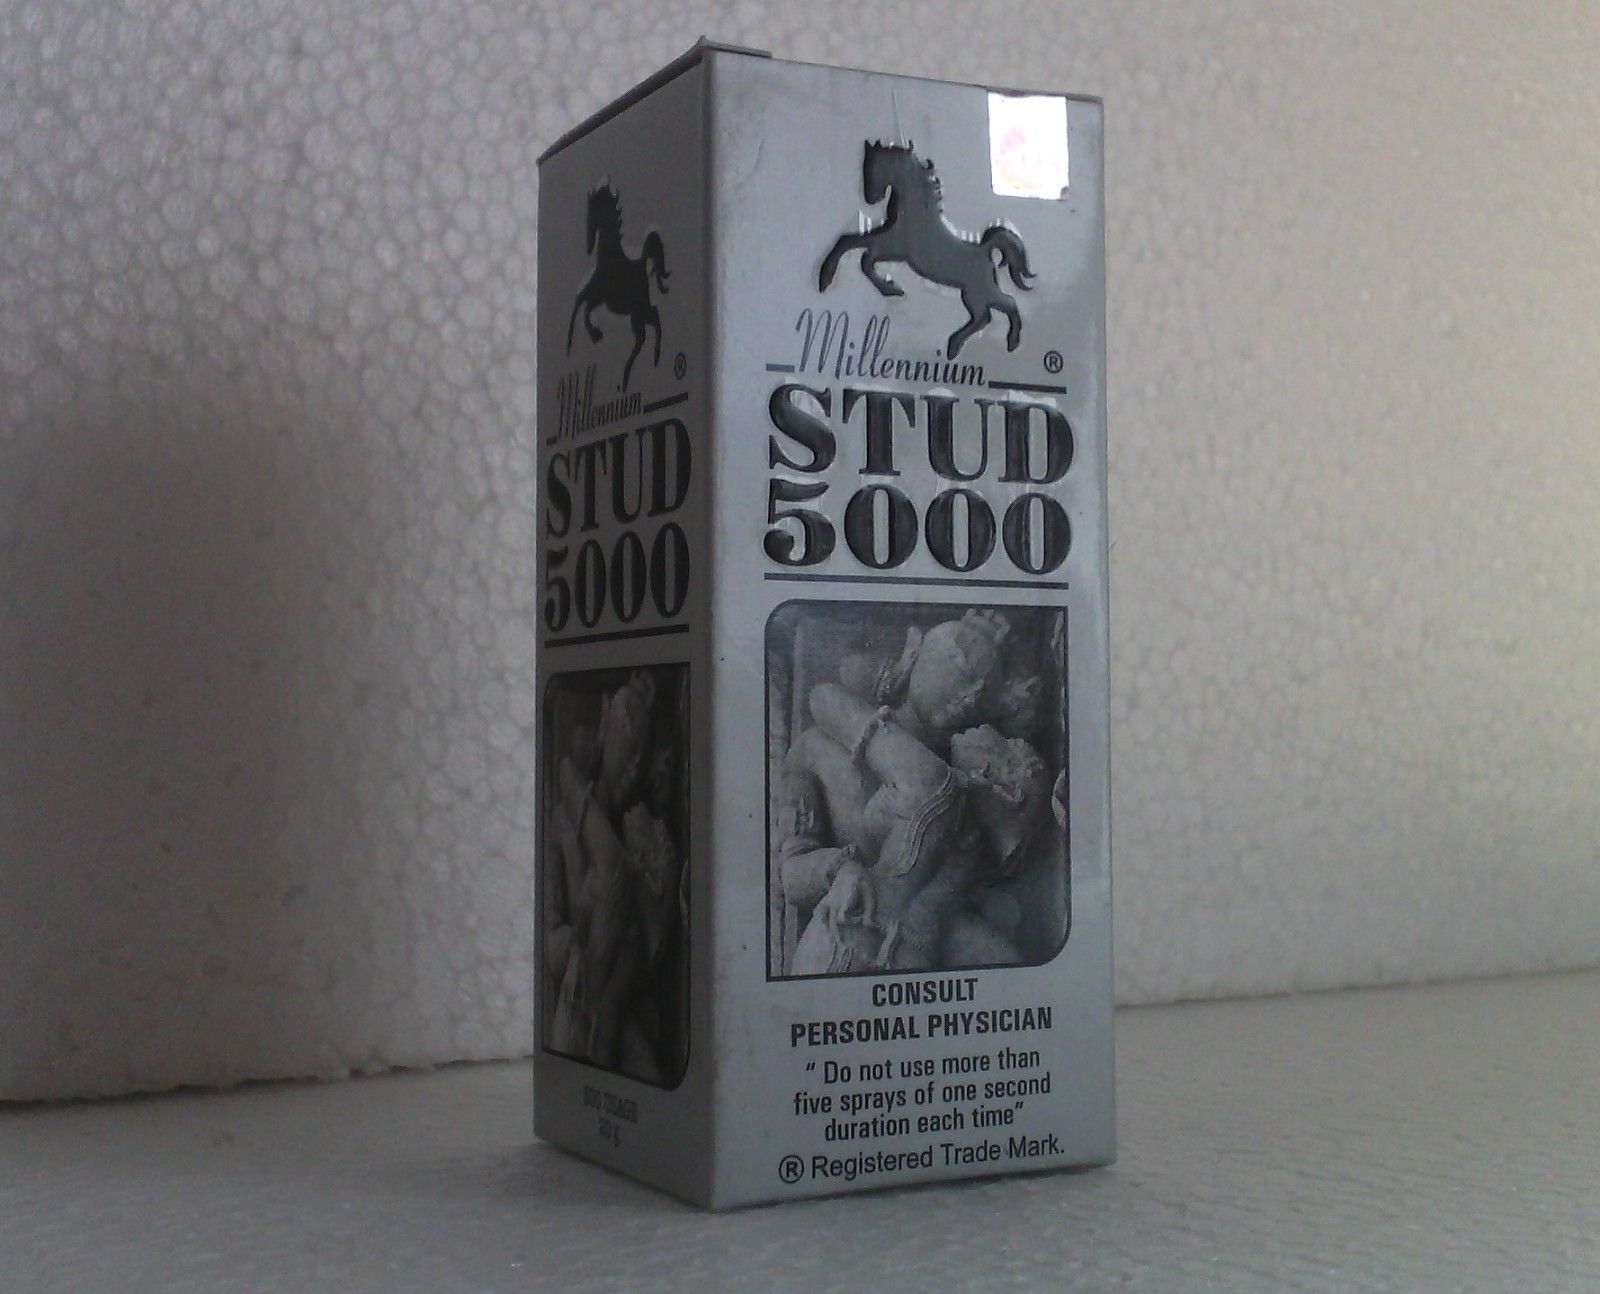 Millennium ®
STUD
5000
®
Millennium
STUD
5000
CONSULT
PERSONAL PHYSICIAN
“ Do not use more than
five sprays of one second
duration each time”
® Registered Trade Mark.
20 g